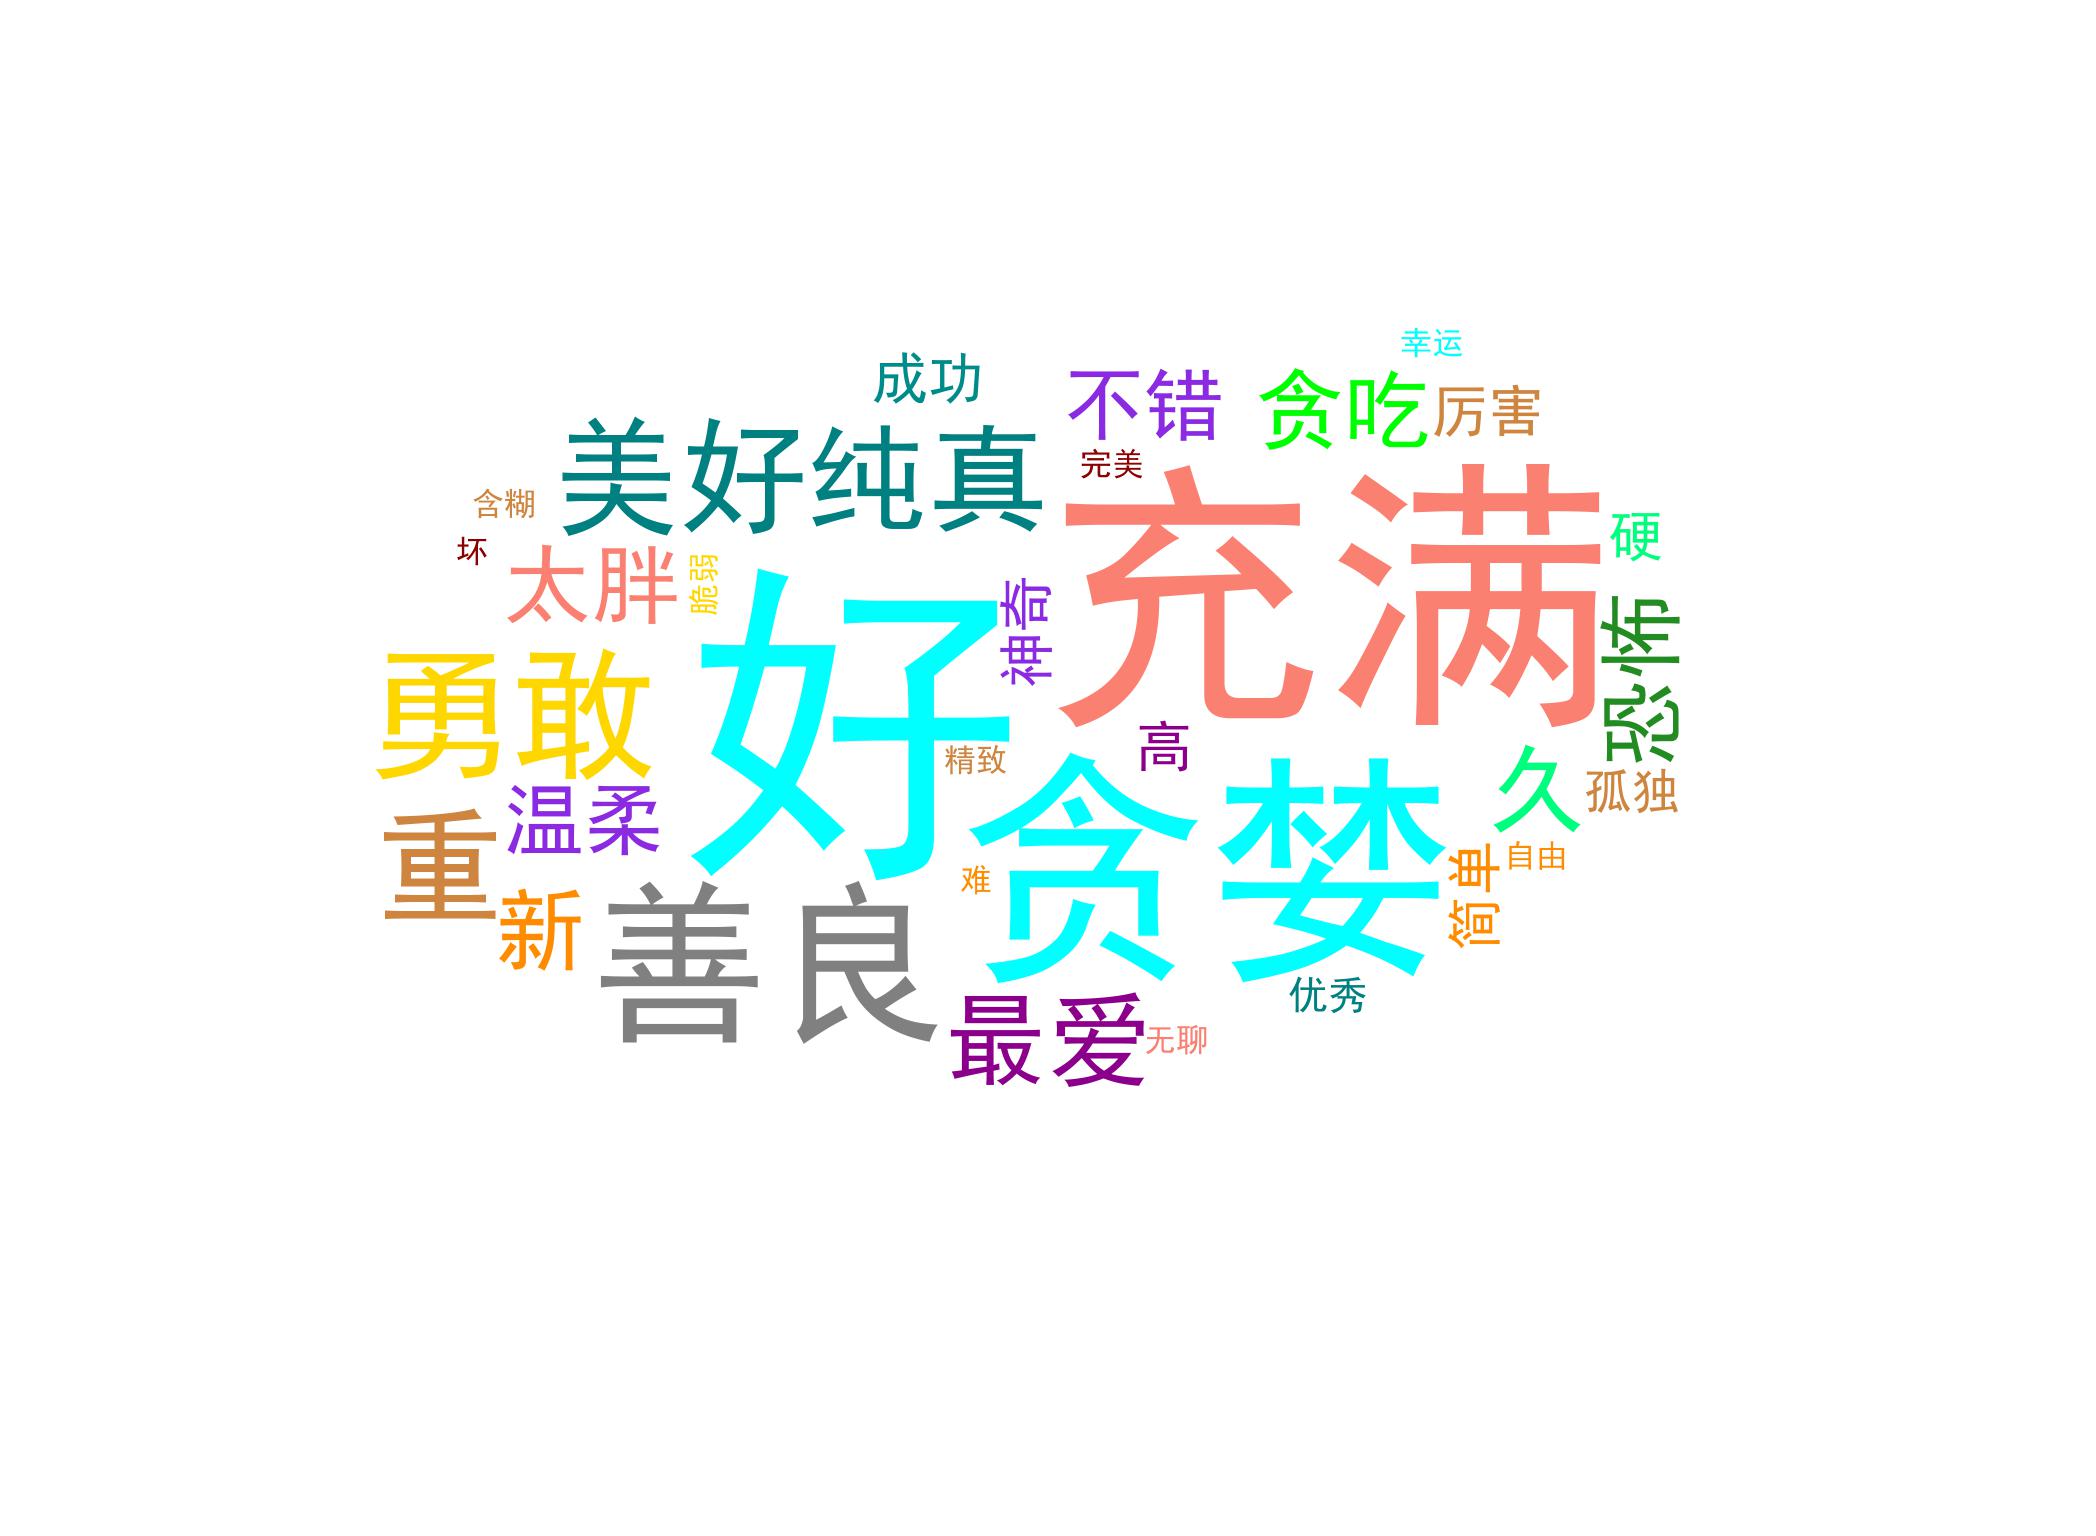 幸运
成功
不错
贪吃
厉害
美好
纯真
完美
充满
含糊
硬
坏
太胖
脆弱
好
神奇
恐怖
勇敢
精致
高
久
孤独
温柔
重
贪婪
难
简单
自由
新
善良
优秀
最爱
无聊